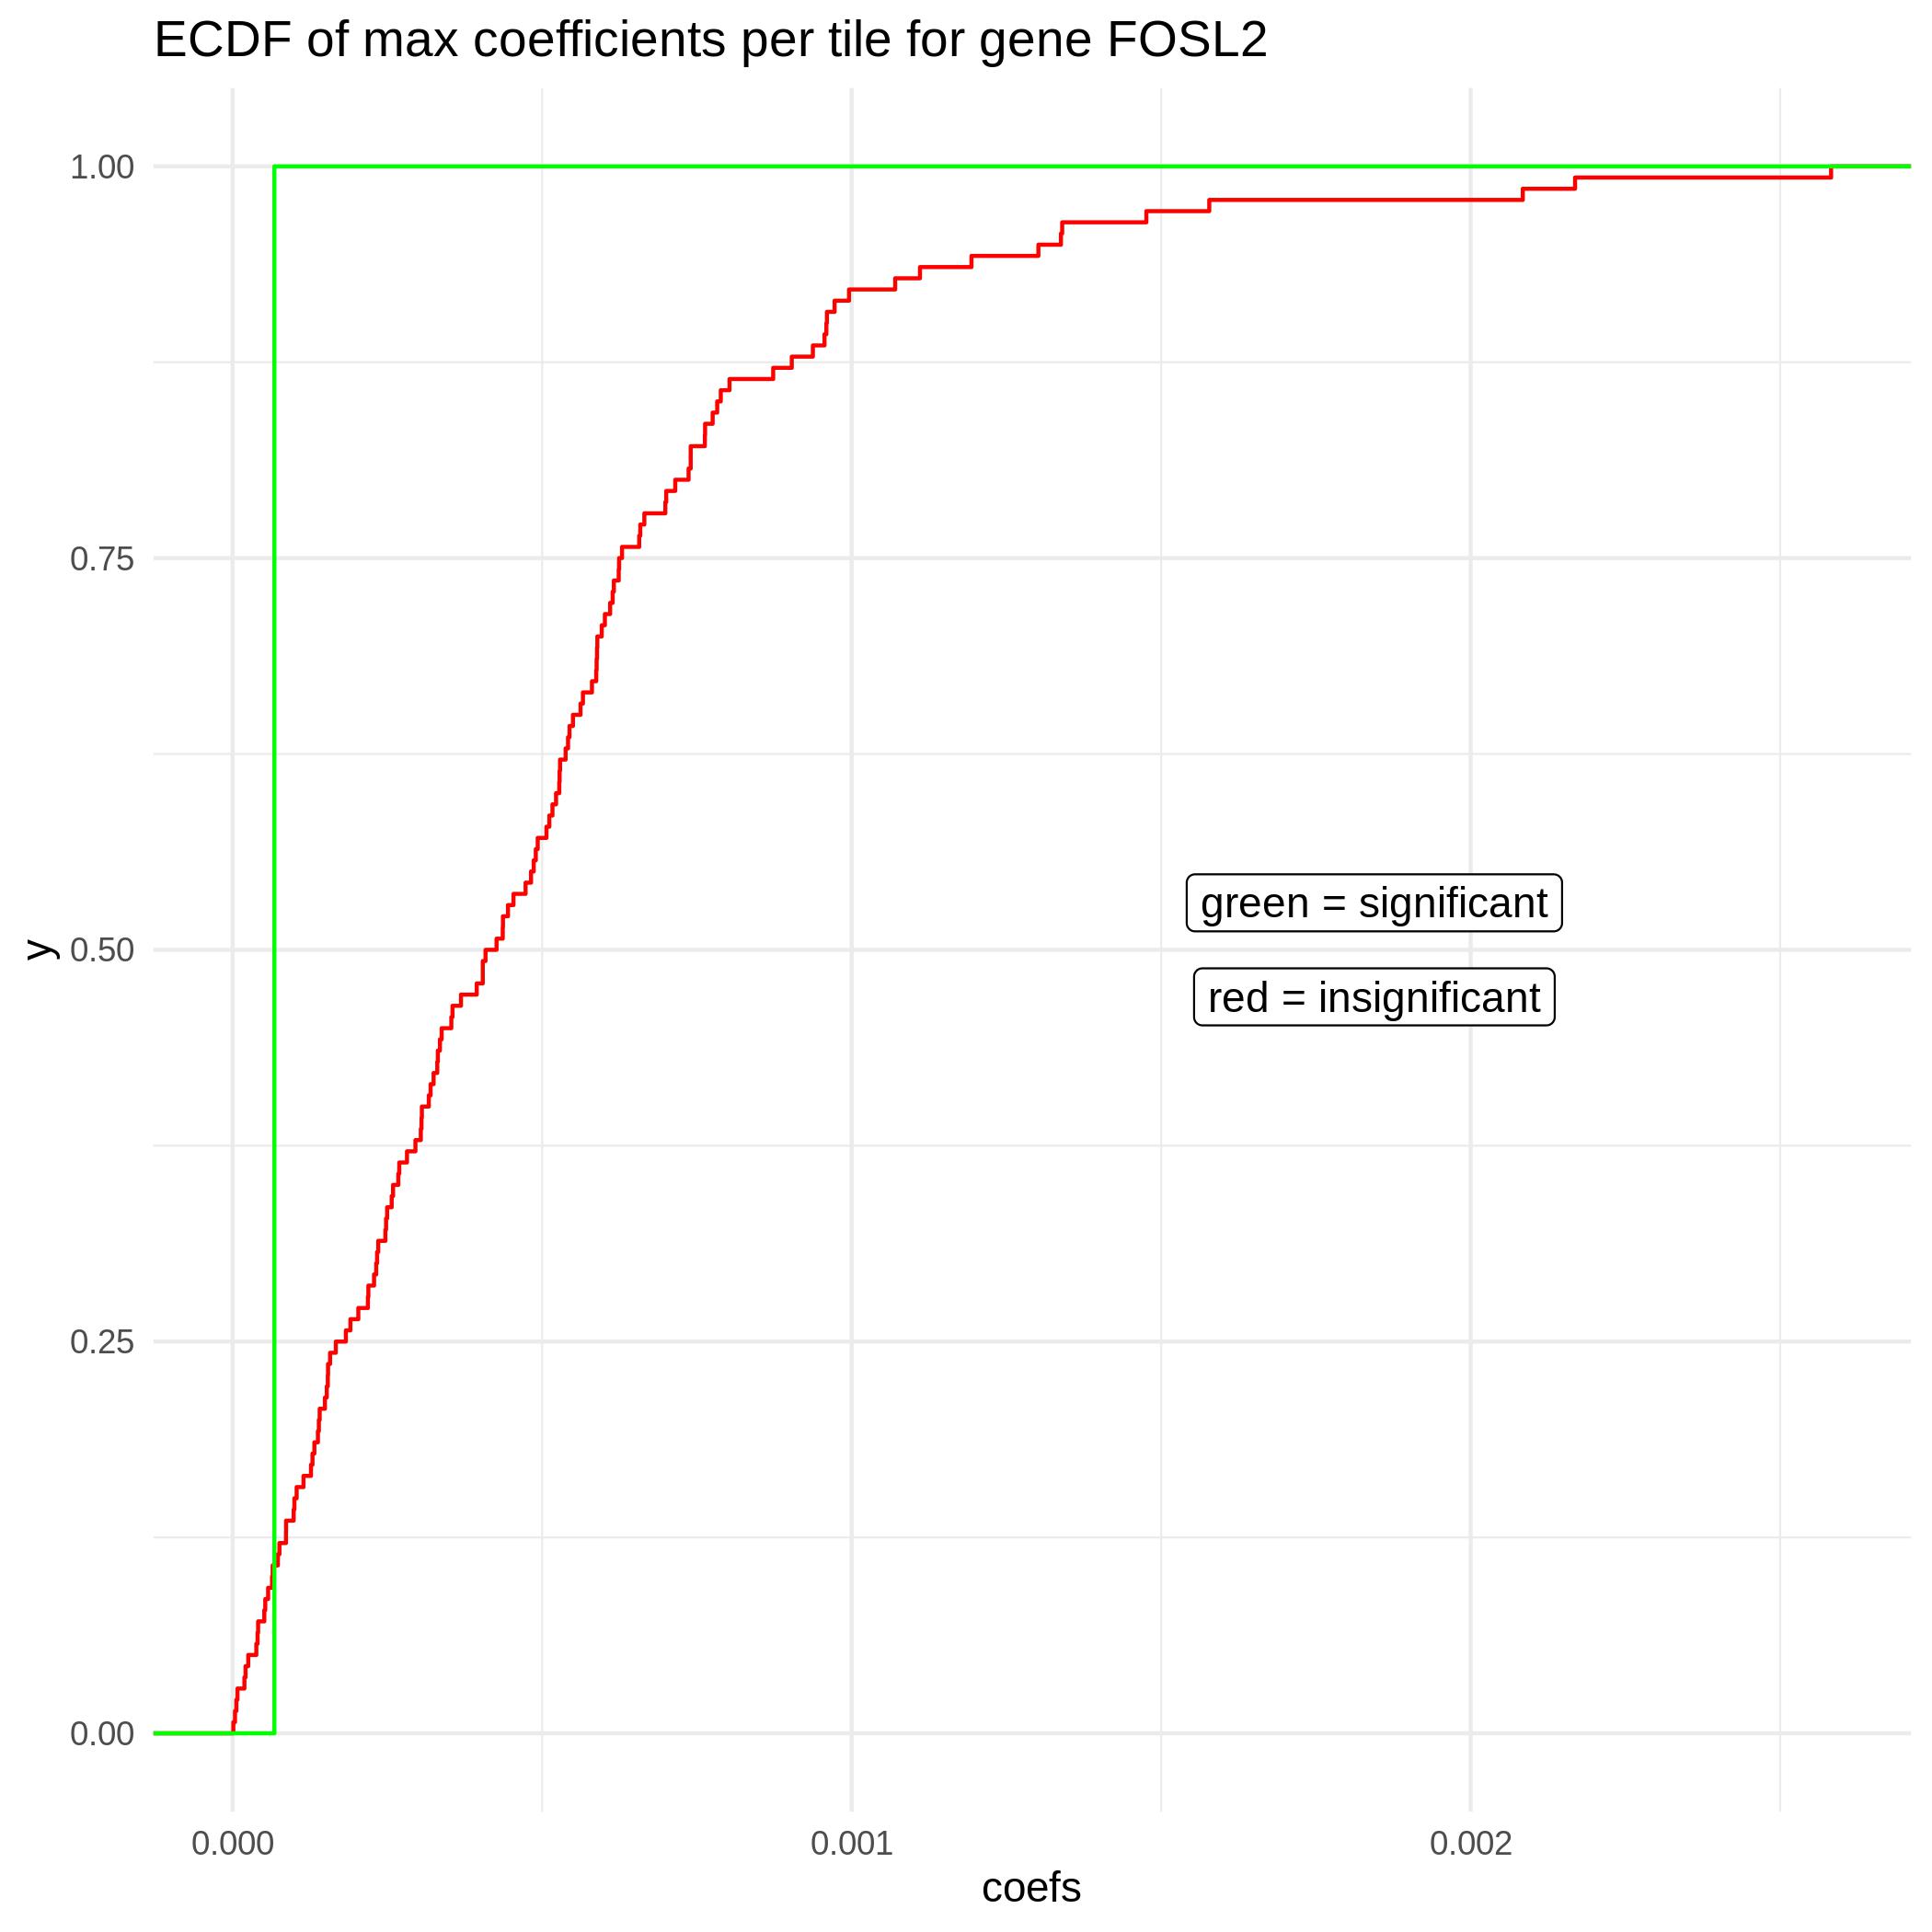 ECDF of max coefficients per tile for gene FOSL2
1.00
0.75
0.50
0.25
0.00
y
green = significant
red = insignificant
0.000 0.001 0.002
coefs